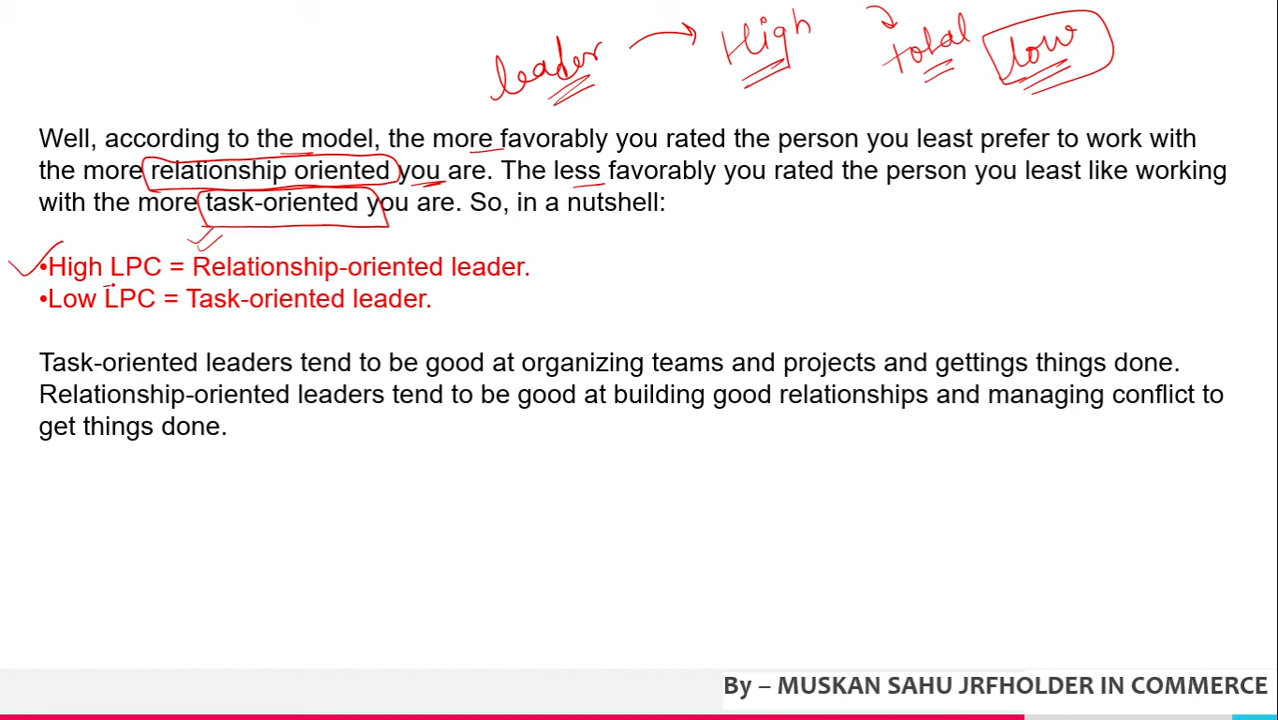 leader High total low
Well, according to the model, the more favorably you rated the person you least prefer to work with
the more relationship oriented you are. The less favorably you rated the person you least like working
with the more task-oriented you are. So, in a nutshell:
•High LPC = Relationship-oriented leader.
•Low LPC = Task-oriented leader.
Task-oriented leaders tend to be good at organizing teams and projects and gettings things done.
Relationship-oriented leaders tend to be good at building good relationships and managing conflict to
get things done.
By – MUSKAN SAHU JRFHOLDER IN COMMERCE